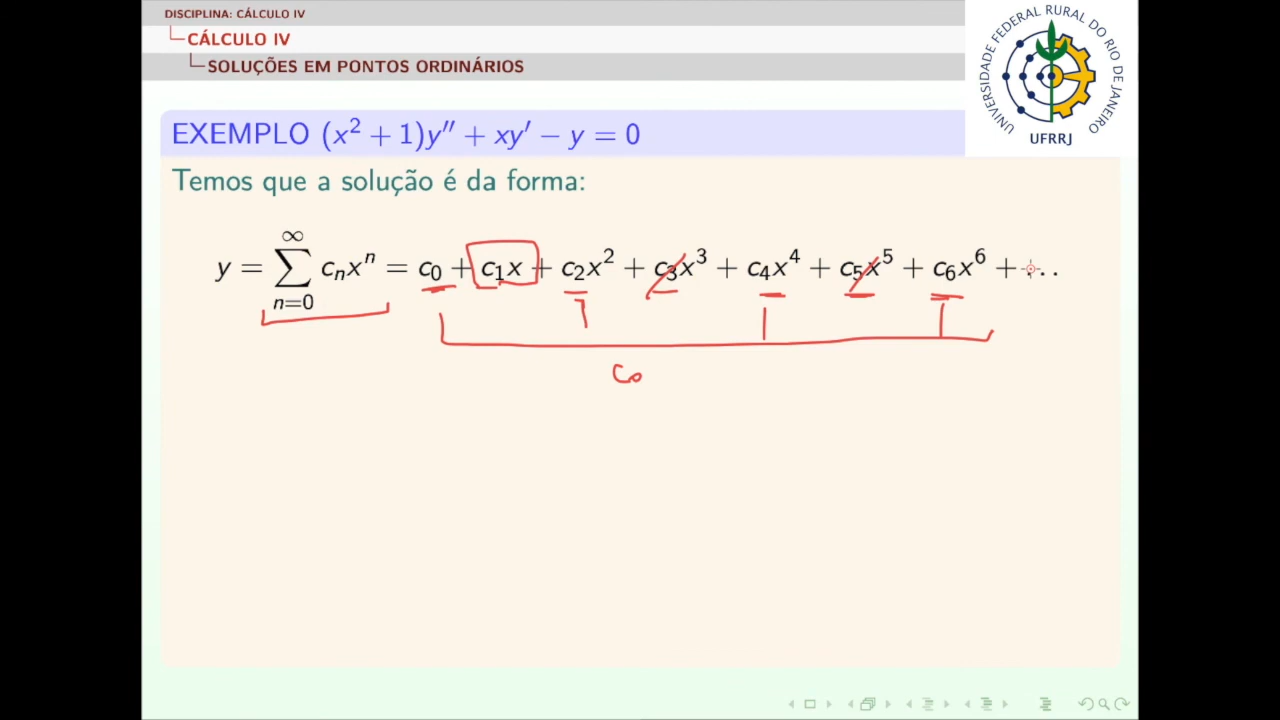 DISCIPLINA: CÁLCULO IV
CÁLCULO IV
SOLUÇÕES EM PONTOS ORDINÁRIOS
UNIVERSIDADE FEDERAL RURAL DO RIO DE JANEIRO
UFRRJ
EXEMPLO (x² + 1)y″ + xy′ − y = 0
Temos que a solução é da forma:
y = ∑_{n=0}^{∞} cₙxⁿ = c₀ + c₁x + c₂x² + c₃x³ + c₄x⁴ + c₅x⁵ + c₆x⁶ + ...
c₀